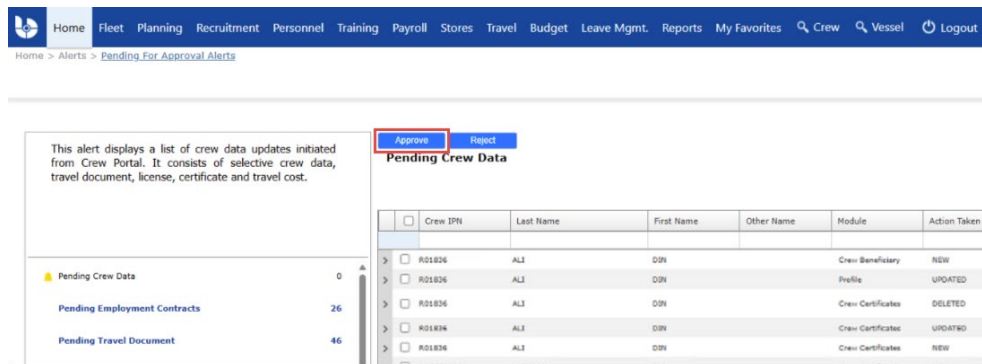 Home Fleet Planning Recruitment Personnel Training Payroll Stores Travel Budget Leave Mgmt. Reports My Favorites Crew Vessel Logout
Home > Alerts > Pending For Approval Alerts
This alert displays a list of crew data updates initiated
from Crew Portal. It consists of selective crew data,
travel document, license, certificate and travel cost.
Pending Crew Data 0
Pending Employment Contracts 26
Pending Travel Document 46
Approve Reject
Pending Crew Data
Crew IPN Last Name First Name Other Name Module Action Taken
> R01836 ALI DIN Crew Beneficiary NEW
> R01836 ALI DIN Profile UPDATED
> R01836 ALI DIN Crew Certificates DELETED
> R01836 ALI DIN Crew Certificates UPDATED
> R01836 ALI DIN Crew Certificates NEW